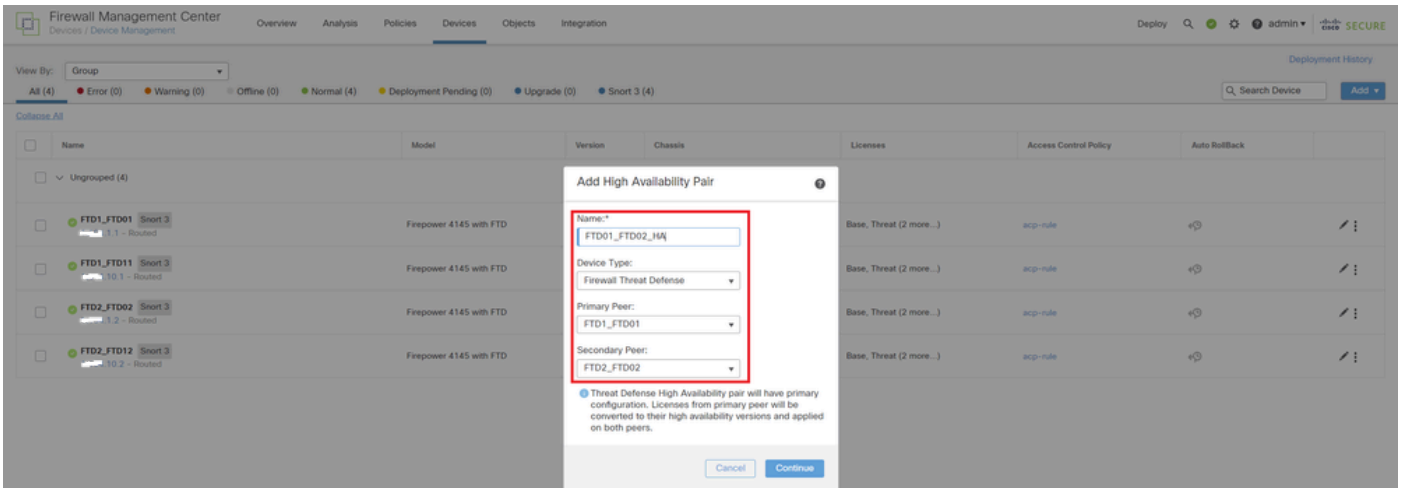 Firewall Management Center
Devices / Device Management
Overview Analysis Policies Devices Objects Integration
Deploy admin cisco SECURE
Deployment History
View By: Group
All (4) Error (0) Warning (0) Offline (0) Normal (4) Deployment Pending (0) Upgrade (0) Snort 3 (4)
Search Device Add
Collapse All
Name Model Version Chassis Licenses Access Control Policy Auto RollBack
Ungrouped (4)
FTD1_FTD01 Snort 3
.1.1 - Routed
Firepower 4145 with FTD Base, Threat (2 more...) acp-rule
FTD1_FTD11 Snort 3
.10.1 - Routed
Firepower 4145 with FTD Base, Threat (2 more...) acp-rule
FTD2_FTD02 Snort 3
.1.2 - Routed
Firepower 4145 with FTD Base, Threat (2 more...) acp-rule
FTD2_FTD12 Snort 3
.10.2 - Routed
Firepower 4145 with FTD Base, Threat (2 more...) acp-rule
Add High Availability Pair
Name:*
FTD01_FTD02_HA
Device Type:
Firewall Threat Defense
Primary Peer:
FTD1_FTD01
Secondary Peer:
FTD2_FTD02
Threat Defense High Availability pair will have primary
configuration. Licenses from primary peer will be
converted to their high availability versions and applied
on both peers.
Cancel Continue